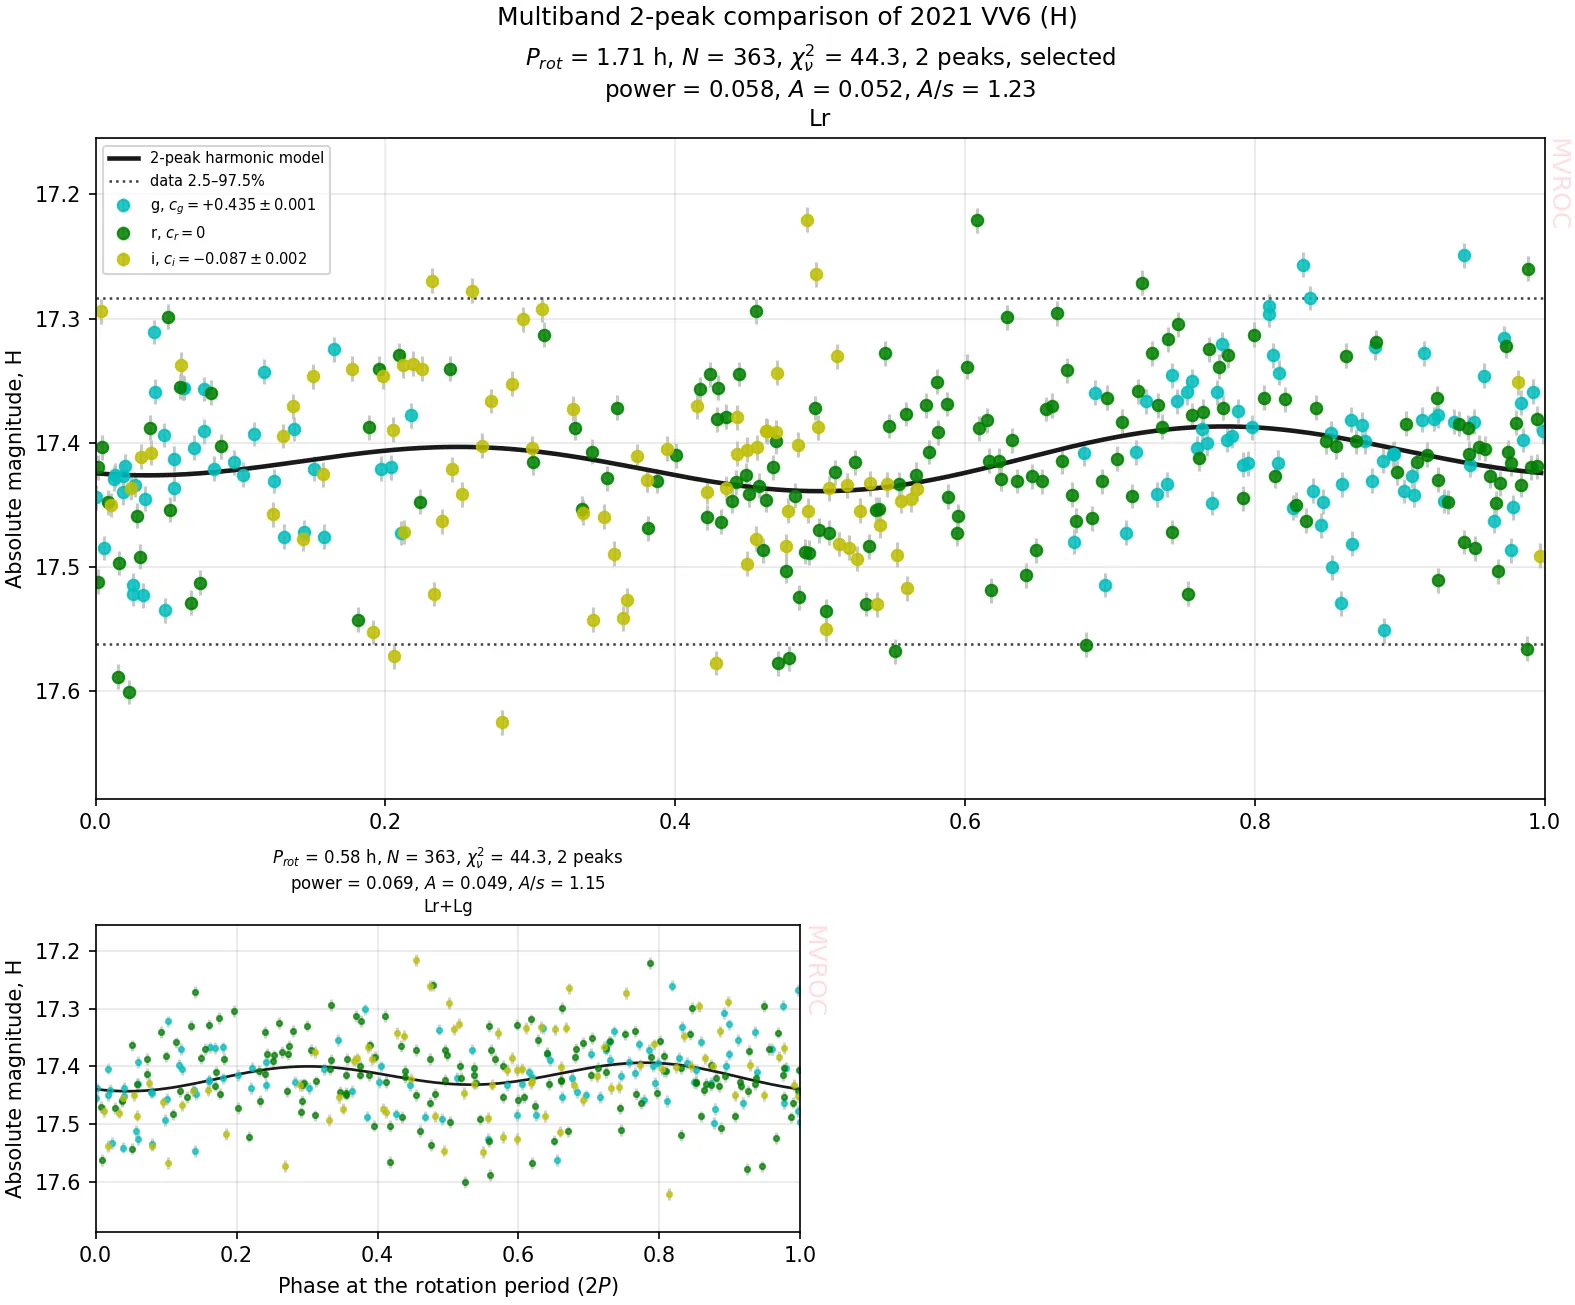 Multiband 2-peak comparison of 2021 VV6 (H)
P_rot = 1.71 h, N = 363, χ²_ν = 44.3, 2 peaks, selected
power = 0.058, A = 0.052, A/s = 1.23
Lr
2-peak harmonic model
data 2.5–97.5%
g, c_g = +0.435 ± 0.001
r, c_r = 0
i, c_i = −0.087 ± 0.002
MVROC
Absolute magnitude, H
17.2
17.3
17.4
17.5
17.6
0.0 0.2 0.4 0.6 0.8 1.0
P_rot = 0.58 h, N = 363, χ²_ν = 44.3, 2 peaks
power = 0.069, A = 0.049, A/s = 1.15
Lr+Lg
MVROC
Absolute magnitude, H
17.2
17.3
17.4
17.5
17.6
0.0 0.2 0.4 0.6 0.8 1.0
Phase at the rotation period (2P)